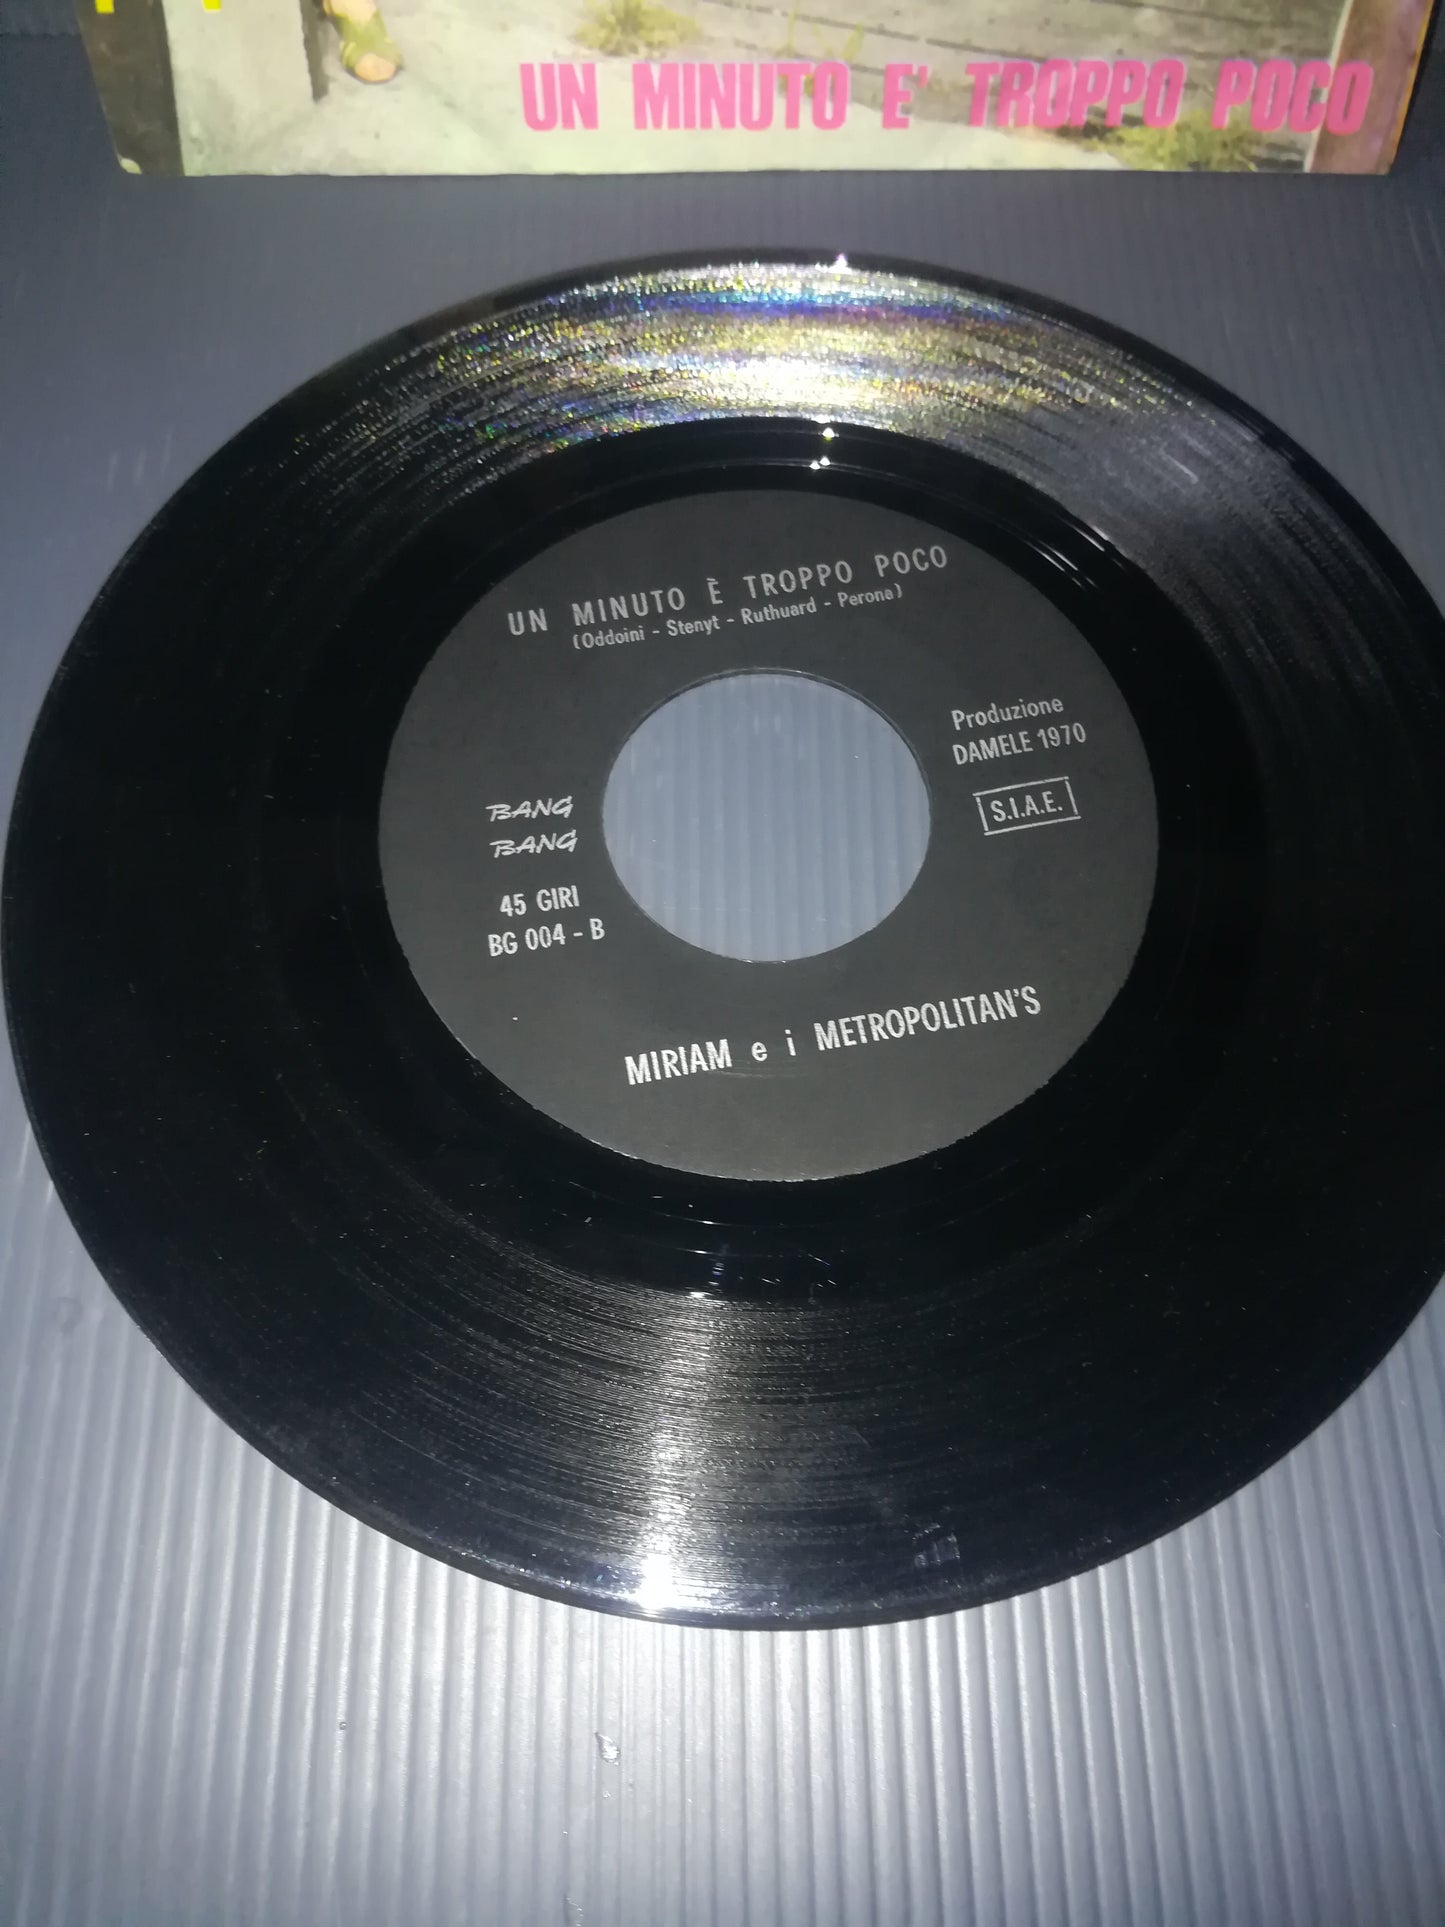 UN MINUTO E' TROPPO POCO
UN MINUTO È TROPPO POCO
(Oddoini - Stenyt - Ruthuard - Perona)
Produzione
DAMELE 1970
S.I.A.E.
BANG
BANG
45 GIRI
BG 004 - B
MIRIAM e i METROPOLITAN'S